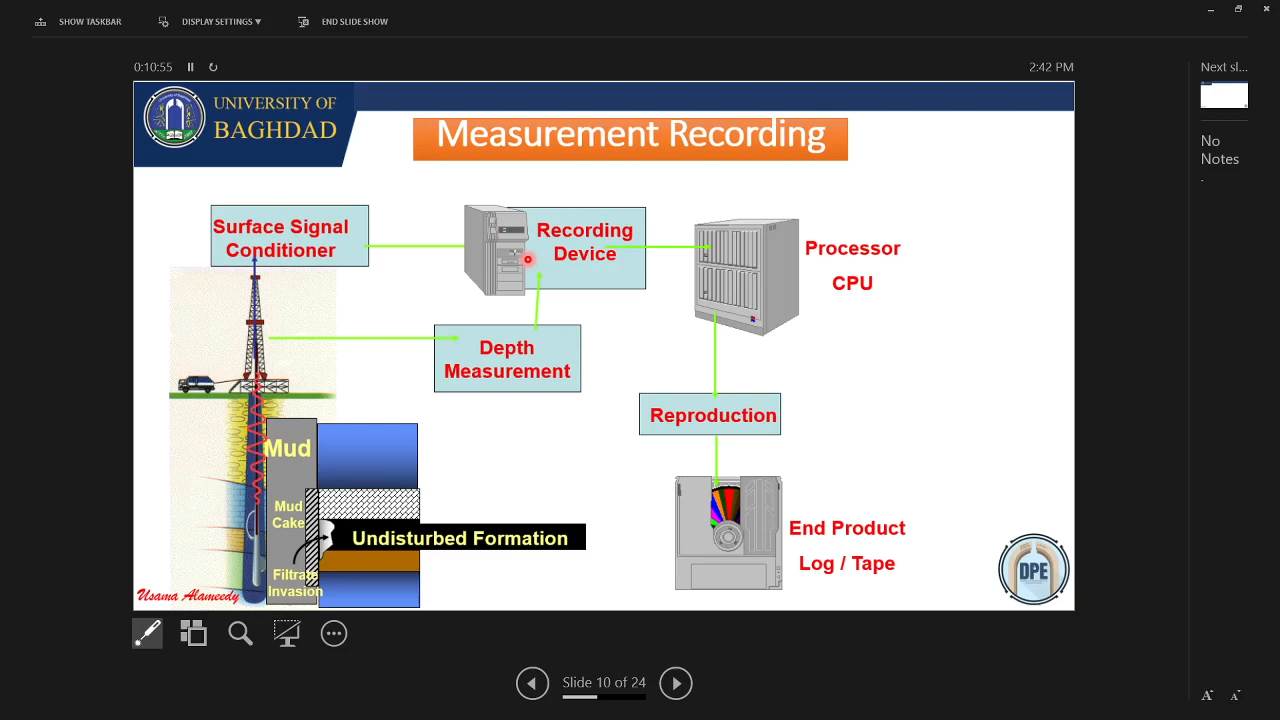 SHOW TASKBAR
DISPLAY SETTINGS
END SLIDE SHOW
0:10:55
2:42 PM
Next sl...
No
Notes
.
UNIVERSITY OF
BAGHDAD
Measurement Recording
Surface Signal
Conditioner
Recording
Device
Processor
CPU
Depth
Measurement
Reproduction
Mud
Mud
Cake
Undisturbed Formation
Filtrate
Invasion
End Product
Log / Tape
Usama Alameedy
DPE
Slide 10 of 24
A
A